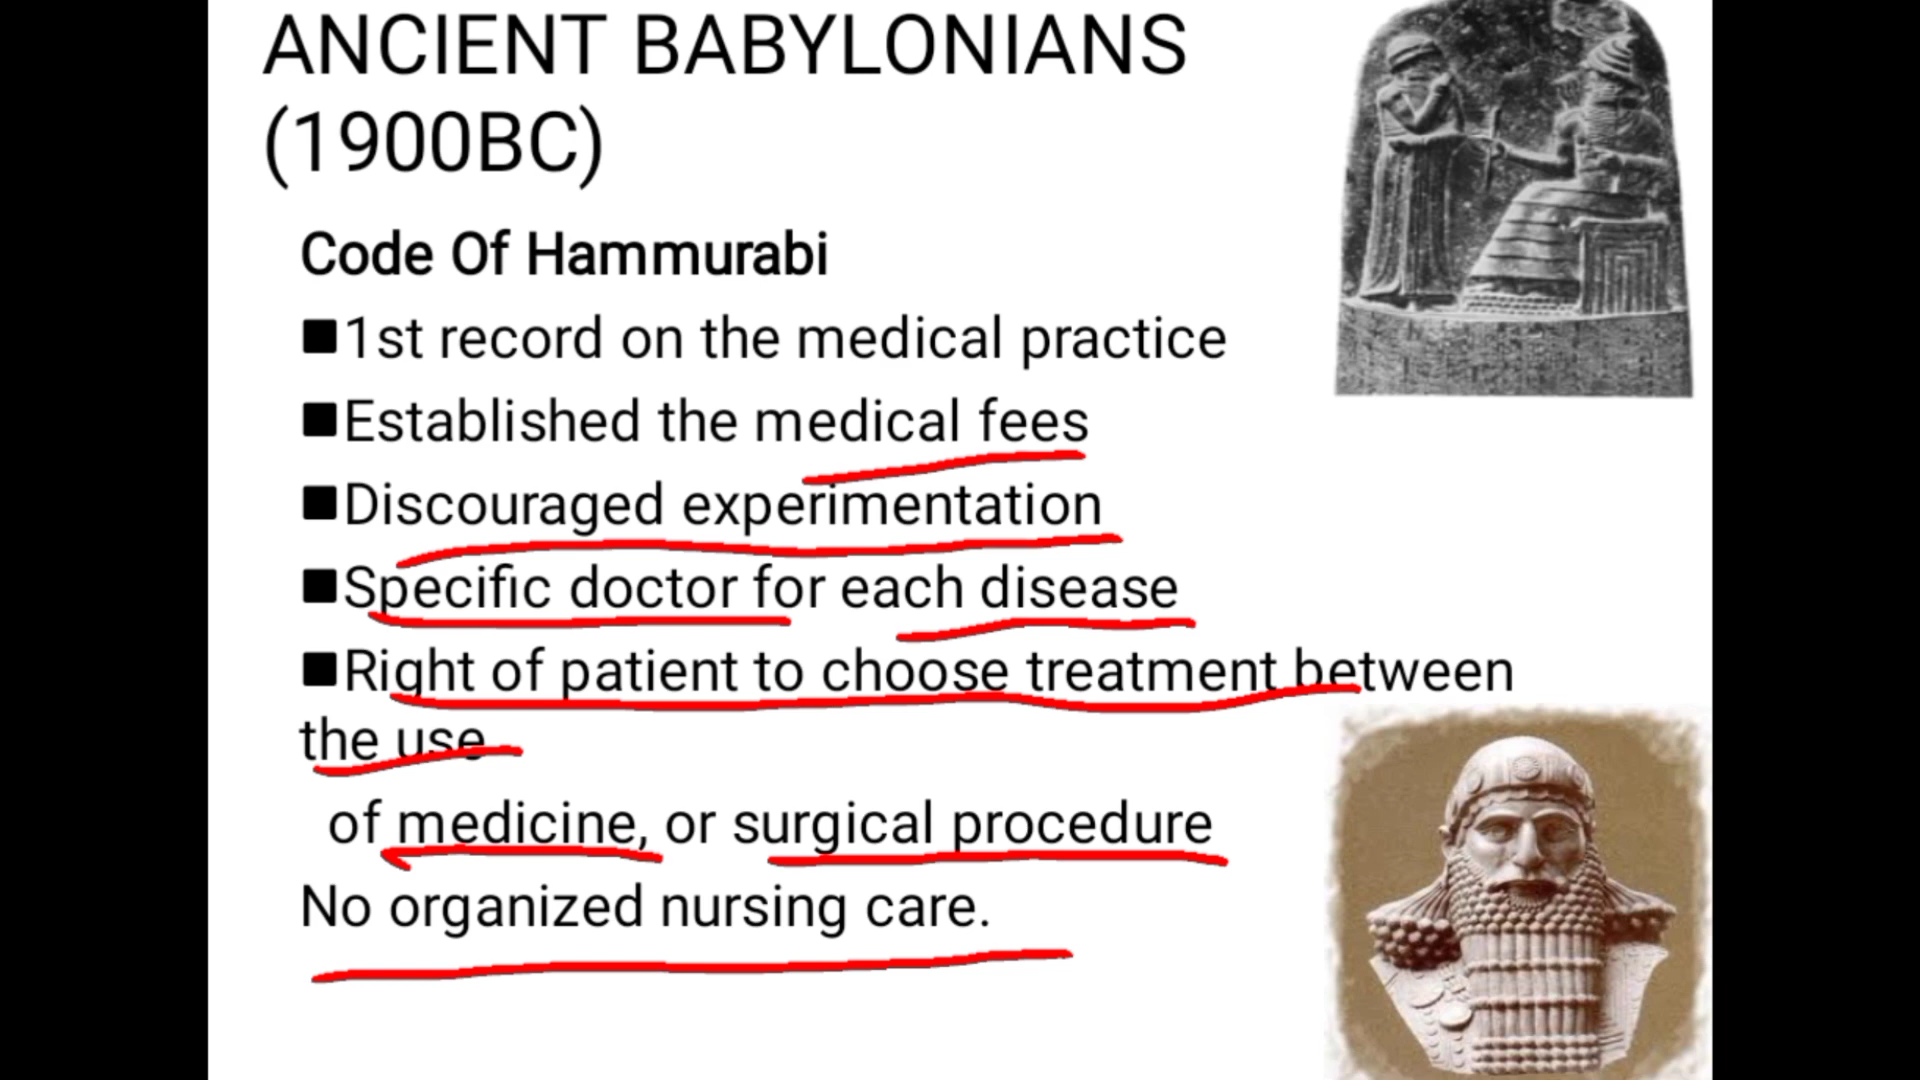 ANCIENT BABYLONIANS
(1900BC)
Code Of Hammurabi
■1st record on the medical practice
■Established the medical fees
■Discouraged experimentation
■Specific doctor for each disease
■Right of patient to choose treatment between
the use
of medicine, or surgical procedure
No organized nursing care.